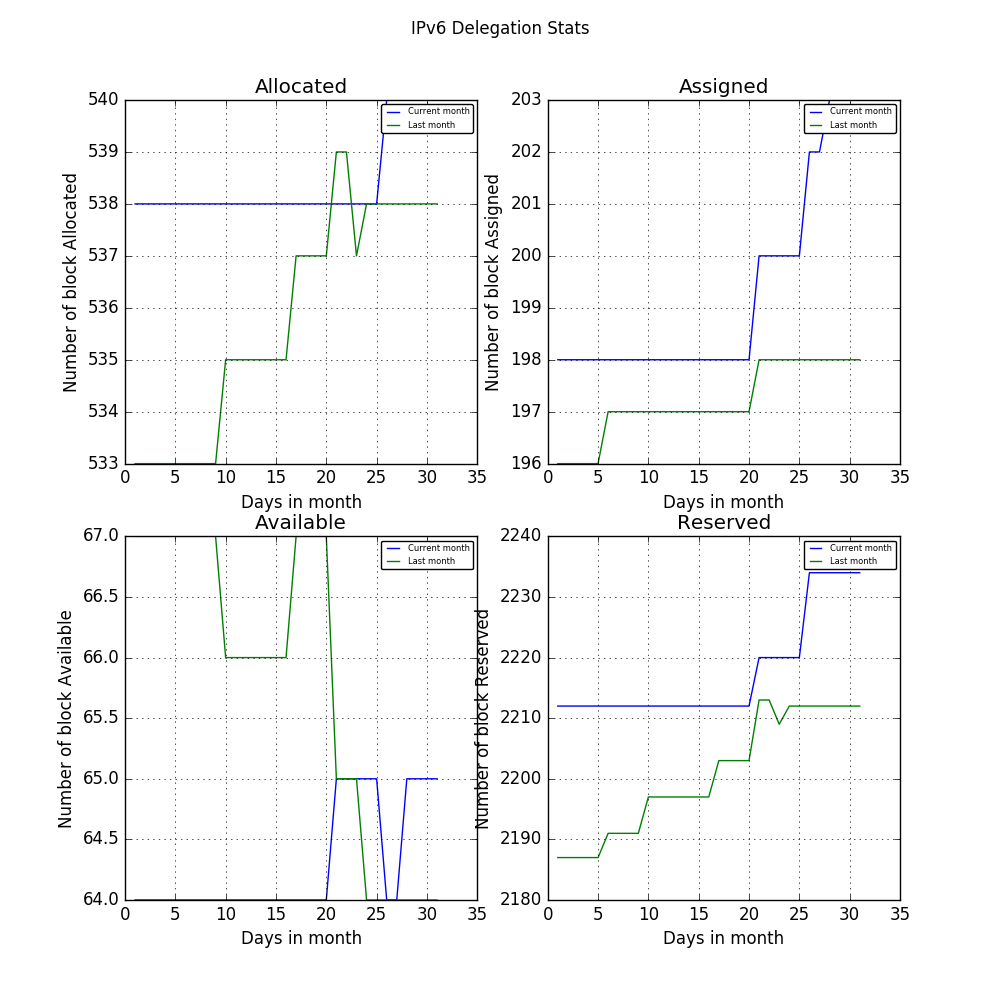 IPv6 Delegation Stats
Allocated
540
539
538
537
536
535
534
533
Number of block Allocated
Current month
Last month
0 5 10 15 20 25 30 35
Days in month
Assigned
203
202
201
200
199
198
197
196
Number of block Assigned
Current month
Last month
0 5 10 15 20 25 30 35
Days in month
Available
67.0
66.5
66.0
65.5
65.0
64.5
64.0
Number of block Available
Current month
Last month
0 5 10 15 20 25 30 35
Days in month
Reserved
2240
2230
2220
2210
2200
2190
2180
Number of block Reserved
Current month
Last month
0 5 10 15 20 25 30 35
Days in month